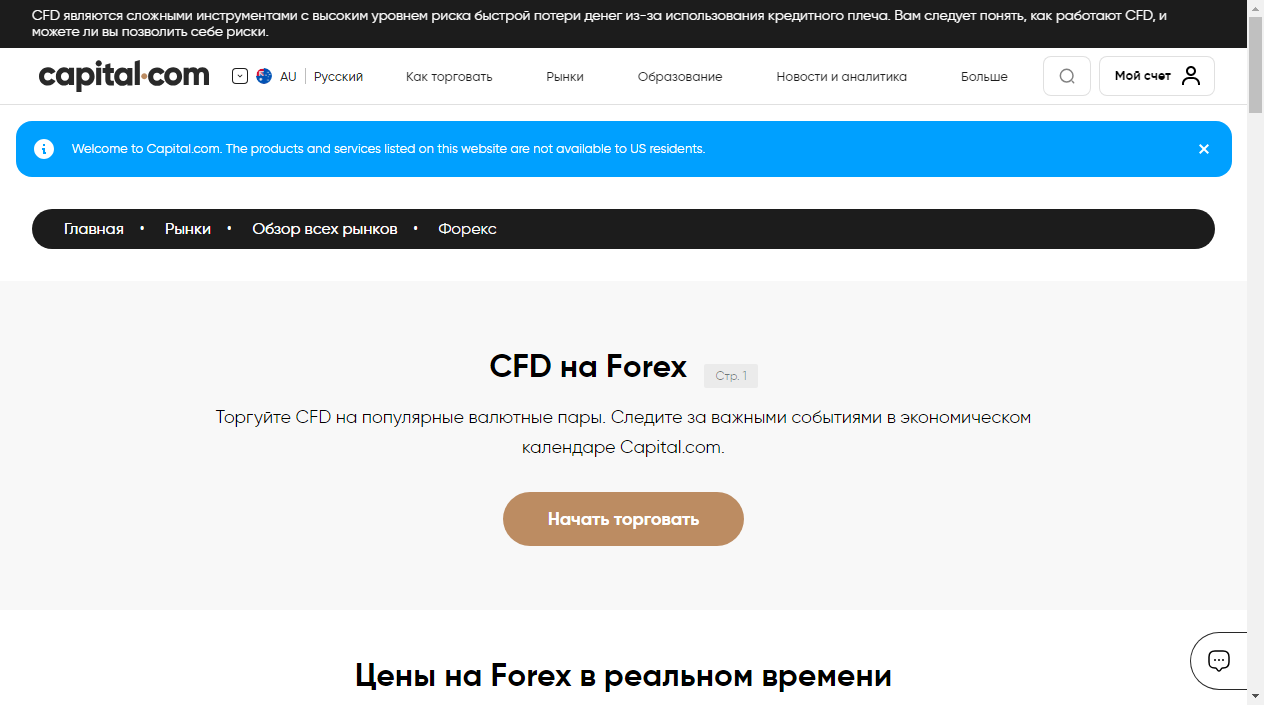 CFD являются сложными инструментами с высоким уровнем риска быстрой потери денег из-за использования кредитного плеча. Вам следует понять, как работают CFD, и
можете ли вы позволить себе риски.
capital.com AU Русский Как торговать Рынки Образование Новости и аналитика Больше Мой счет
Welcome to Capital.com. The products and services listed on this website are not available to US residents.
Главная • Рынки • Обзор всех рынков • Форекс
CFD на Forex Стр. 1
Торгуйте CFD на популярные валютные пары. Следите за важными событиями в экономическом
календаре Capital.com.
Начать торговать
Цены на Forex в реальном времени